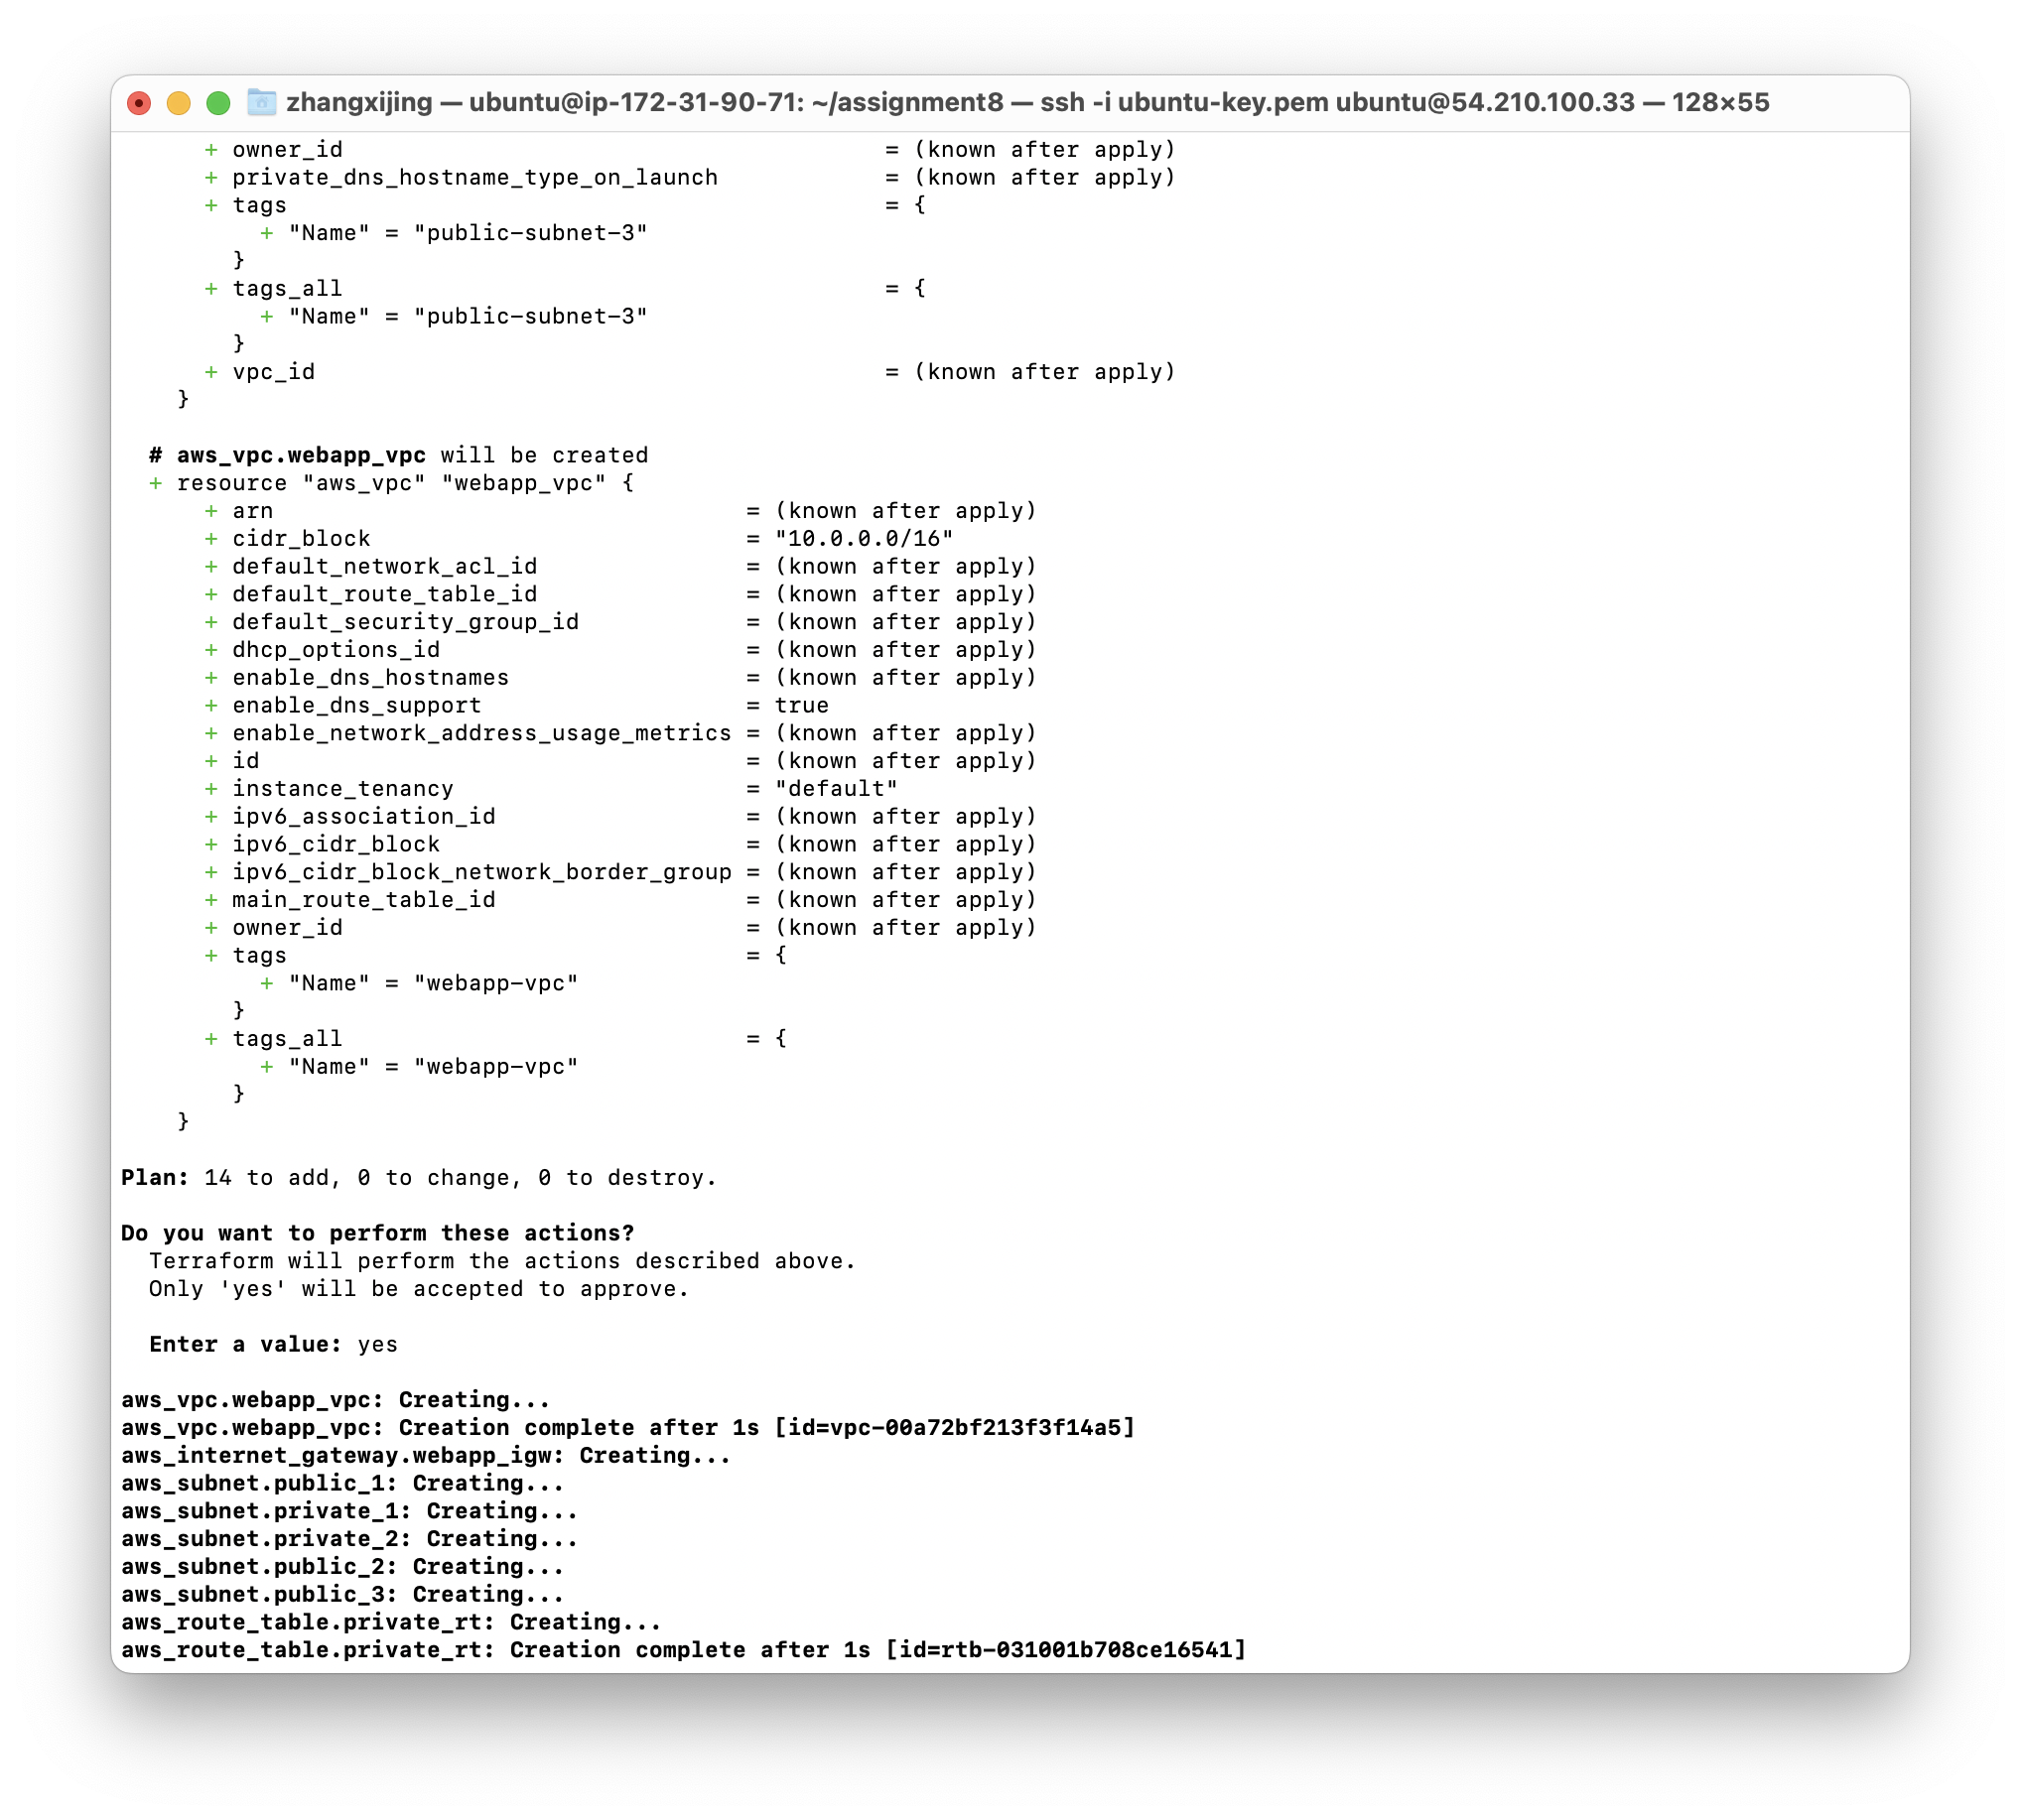 zhangxijing — ubuntu@ip-172-31-90-71: ~/assignment8 — ssh -i ubuntu-key.pem ubuntu@54.210.100.33 — 128×55
      + owner_id                                       = (known after apply)
      + private_dns_hostname_type_on_launch            = (known after apply)
      + tags                                           = {
          + "Name" = "public-subnet-3"
        }
      + tags_all                                       = {
          + "Name" = "public-subnet-3"
        }
      + vpc_id                                         = (known after apply)
    }

  # aws_vpc.webapp_vpc will be created
  + resource "aws_vpc" "webapp_vpc" {
      + arn                                  = (known after apply)
      + cidr_block                           = "10.0.0.0/16"
      + default_network_acl_id               = (known after apply)
      + default_route_table_id               = (known after apply)
      + default_security_group_id            = (known after apply)
      + dhcp_options_id                      = (known after apply)
      + enable_dns_hostnames                 = (known after apply)
      + enable_dns_support                   = true
      + enable_network_address_usage_metrics = (known after apply)
      + id                                   = (known after apply)
      + instance_tenancy                     = "default"
      + ipv6_association_id                  = (known after apply)
      + ipv6_cidr_block                      = (known after apply)
      + ipv6_cidr_block_network_border_group = (known after apply)
      + main_route_table_id                  = (known after apply)
      + owner_id                             = (known after apply)
      + tags                                 = {
          + "Name" = "webapp-vpc"
        }
      + tags_all                             = {
          + "Name" = "webapp-vpc"
        }
    }

Plan: 14 to add, 0 to change, 0 to destroy.

Do you want to perform these actions?
  Terraform will perform the actions described above.
  Only 'yes' will be accepted to approve.

  Enter a value: yes

aws_vpc.webapp_vpc: Creating...
aws_vpc.webapp_vpc: Creation complete after 1s [id=vpc-00a72bf213f3f14a5]
aws_internet_gateway.webapp_igw: Creating...
aws_subnet.public_1: Creating...
aws_subnet.private_1: Creating...
aws_subnet.private_2: Creating...
aws_subnet.public_2: Creating...
aws_subnet.public_3: Creating...
aws_route_table.private_rt: Creating...
aws_route_table.private_rt: Creation complete after 1s [id=rtb-031001b708ce16541]